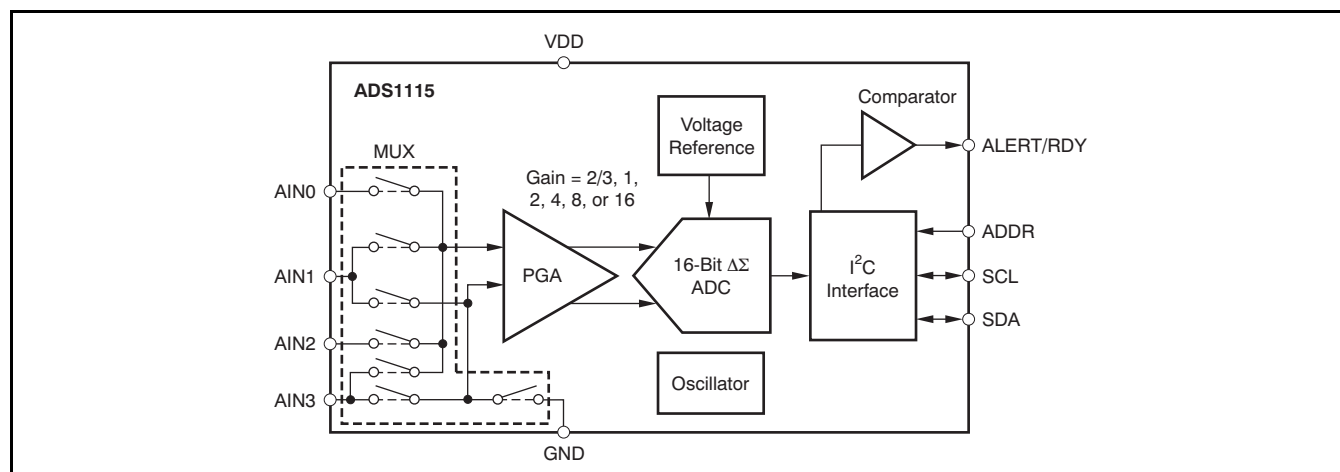 VDD
ADS1115
Comparator
Voltage
Reference
ALERT/RDY
MUX
Gain = 2/3, 1,
2, 4, 8, or 16
AIN0
ADDR
AIN1
PGA
16-Bit ΔΣ
ADC
I²C
Interface
SCL
SDA
AIN2
Oscillator
AIN3
GND